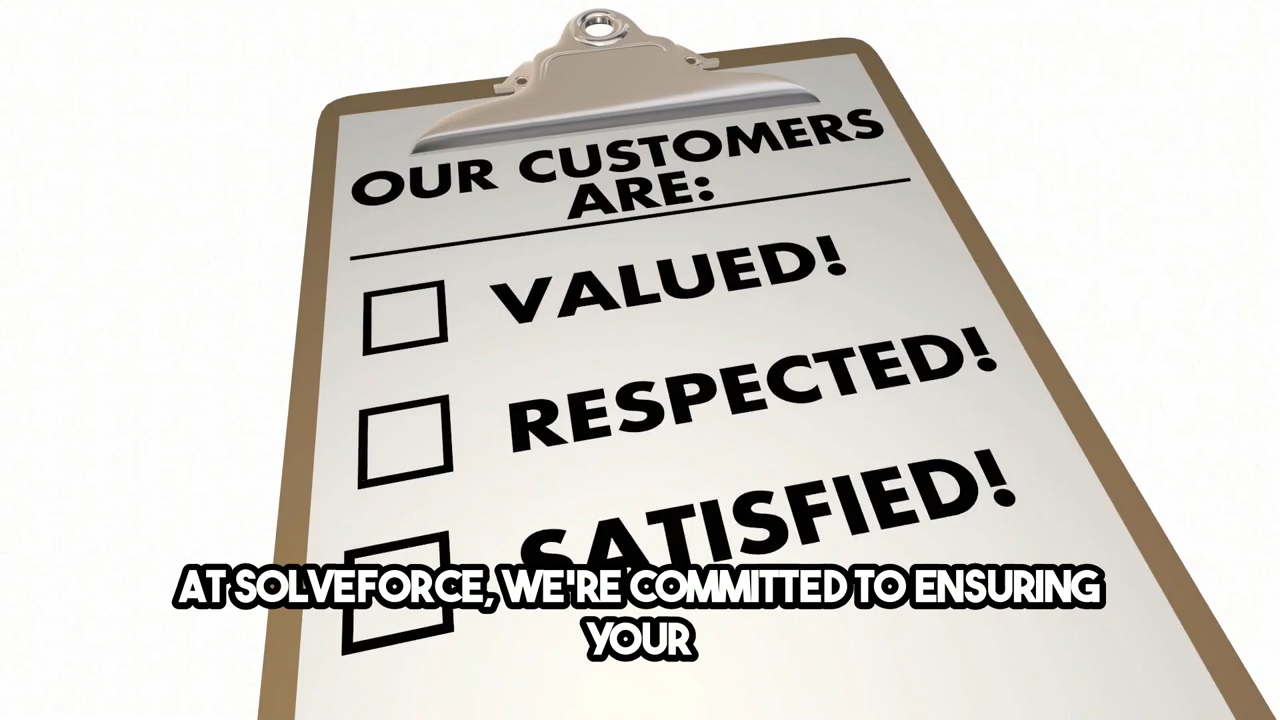 OUR CUSTOMERS
ARE:
VALUED!
RESPECTED!
SATISFIED!
AT SOLVEFORCE, WE'RE COMMITTED TO ENSURING
YOUR